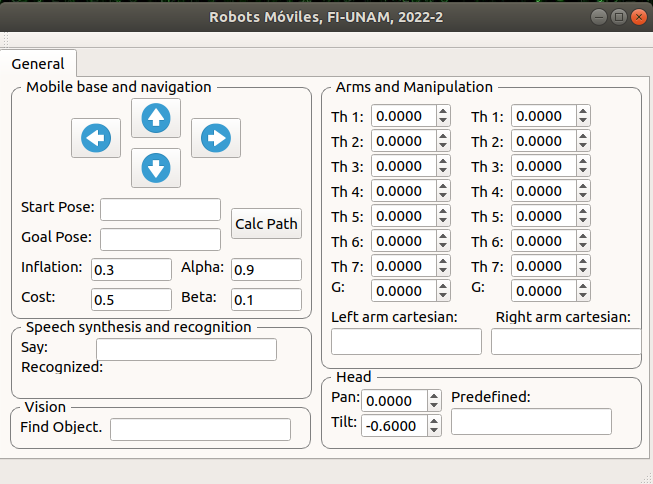 Robots Móviles, FI-UNAM, 2022-2
General
Mobile base and navigation
Start Pose:
Goal Pose:
Calc Path
Inflation: 0.3 Alpha: 0.9
Cost: 0.5 Beta: 0.1
Speech synthesis and recognition
Say:
Recognized:
Vision
Find Object.
Arms and Manipulation
Th 1: 0.0000 Th 1: 0.0000
Th 2: 0.0000 Th 2: 0.0000
Th 3: 0.0000 Th 3: 0.0000
Th 4: 0.0000 Th 4: 0.0000
Th 5: 0.0000 Th 5: 0.0000
Th 6: 0.0000 Th 6: 0.0000
Th 7: 0.0000 Th 7: 0.0000
G: 0.0000 G: 0.0000
Left arm cartesian: Right arm cartesian:
Head
Pan: 0.0000 Predefined:
Tilt: -0.6000